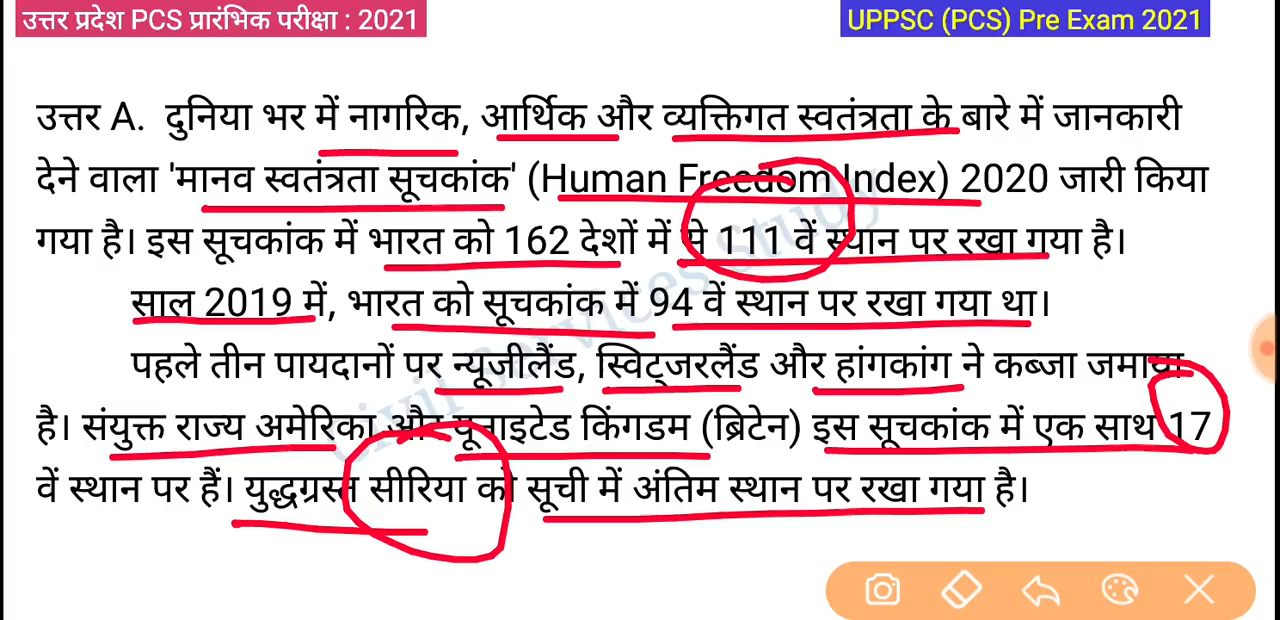 उत्तर प्रदेश PCS प्रारंभिक परीक्षा : 2021
UPPSC (PCS) Pre Exam 2021
उत्तर A. दुनिया भर में नागरिक, आर्थिक और व्यक्तिगत स्वतंत्रता के बारे में जानकारी
देने वाला 'मानव स्वतंत्रता सूचकांक' (Human Freedom Index) 2020 जारी किया
गया है। इस सूचकांक में भारत को 162 देशों में से 111 वें स्थान पर रखा गया है।
साल 2019 में, भारत को सूचकांक में 94 वें स्थान पर रखा गया था।
पहले तीन पायदानों पर न्यूजीलैंड, स्विट्जरलैंड और हांगकांग ने कब्जा जमाया
है। संयुक्त राज्य अमेरिका और यूनाइटेड किंगडम (ब्रिटेन) इस सूचकांक में एक साथ 17
वें स्थान पर हैं। युद्धग्रस्त सीरिया को सूची में अंतिम स्थान पर रखा गया है।
Civil Services Study